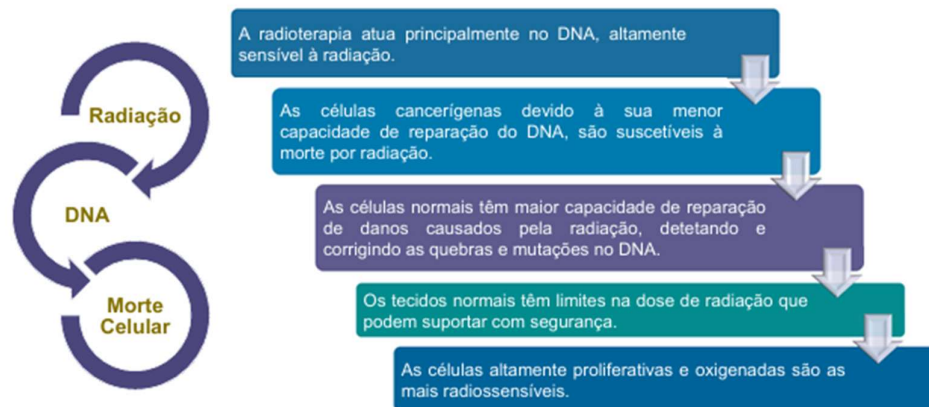 Radiação
DNA
Morte
Celular
A radioterapia atua principalmente no DNA, altamente
sensível à radiação.
As células cancerígenas devido à sua menor
capacidade de reparação do DNA, são suscetíveis à
morte por radiação.
As células normais têm maior capacidade de reparação
de danos causados pela radiação, detetando e
corrigindo as quebras e mutações no DNA.
Os tecidos normais têm limites na dose de radiação que
podem suportar com segurança.
As células altamente proliferativas e oxigenadas são as
mais radiossensíveis.